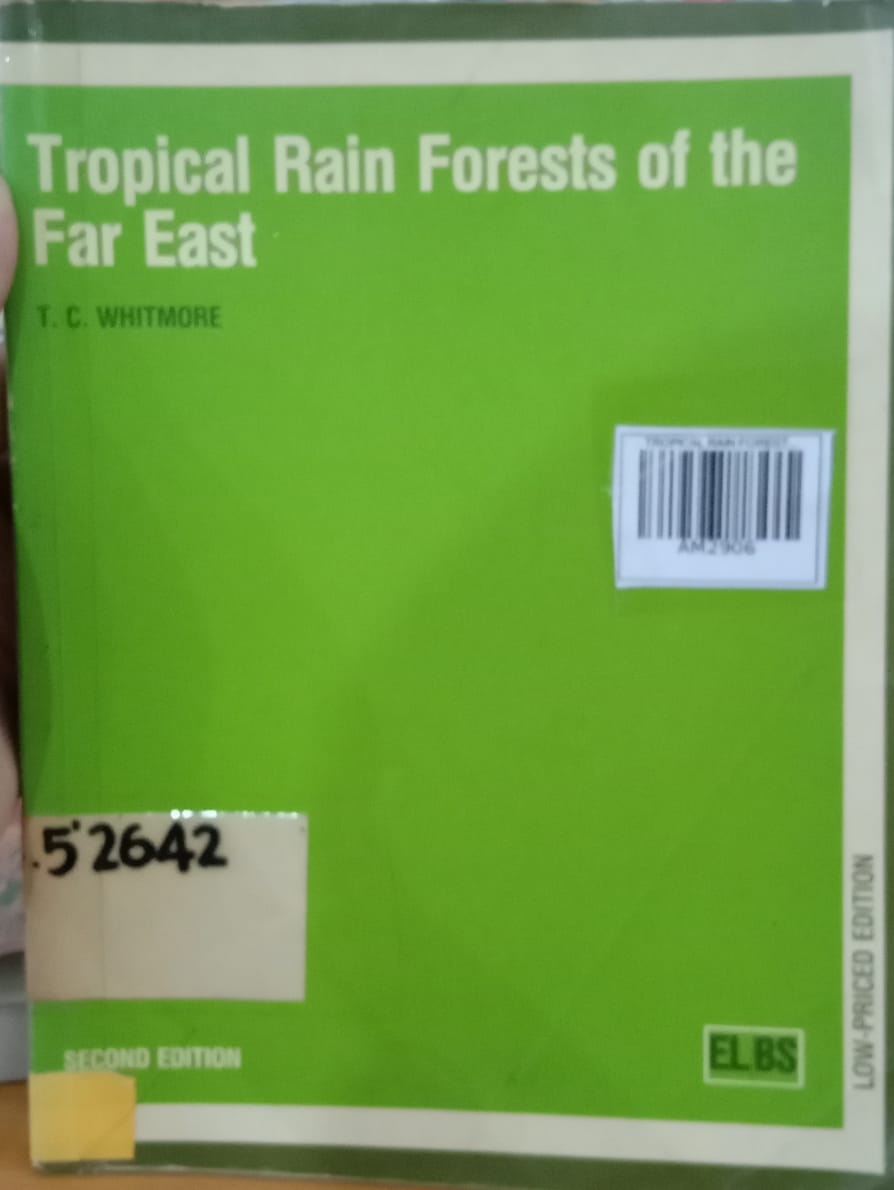 Tropical Rain Forests of the
Far East
T. C. WHITMORE
TROPICAL RAIN FOREST
AM2906
.5'2642
SECOND EDITION
ELBS
LOW-PRICED EDITION